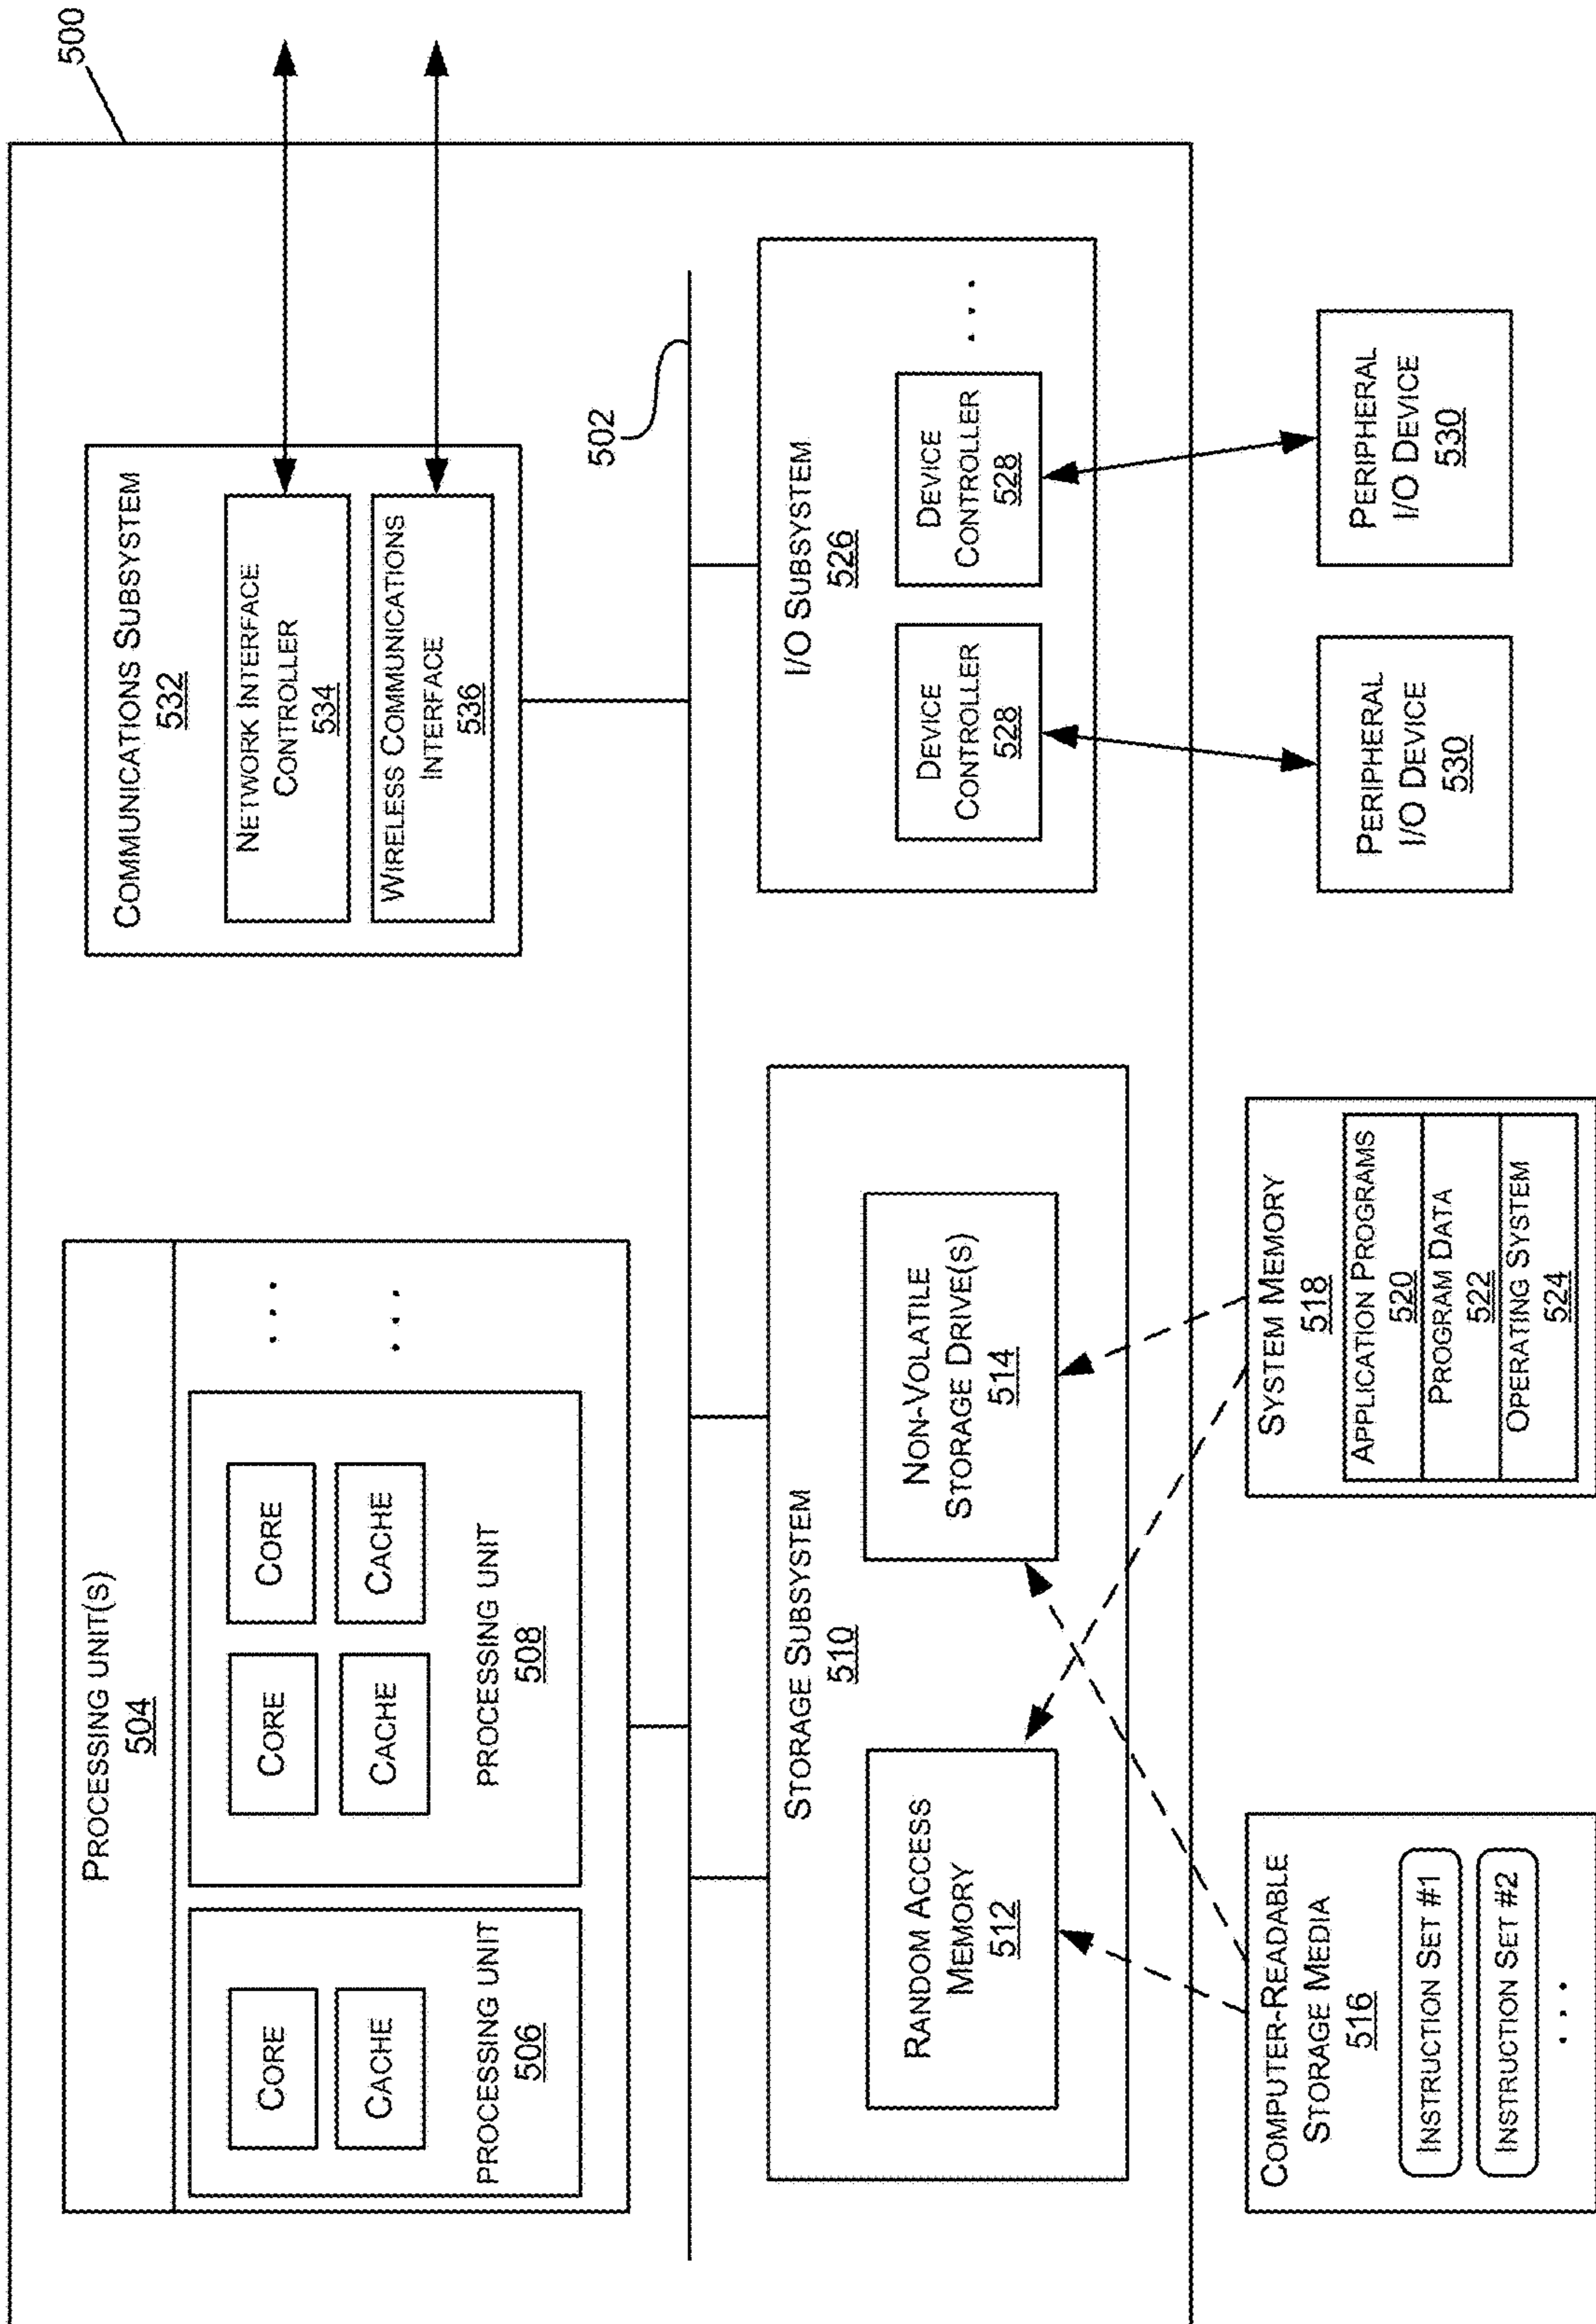 500
PROCESSING UNIT(S)
504
CORE
CACHE
PROCESSING UNIT
506
CORE
CORE
CACHE
CACHE
PROCESSING UNIT
508
. . .
. . .
COMMUNICATIONS SUBSYSTEM
532
NETWORK INTERFACE
CONTROLLER
534
WIRELESS COMMUNICATIONS
INTERFACE
536
502
STORAGE SUBSYSTEM
510
RANDOM ACCESS
MEMORY
512
NON-VOLATILE
STORAGE DRIVE(S)
514
I/O SUBSYSTEM
526
DEVICE
CONTROLLER
528
DEVICE
CONTROLLER
528
. . .
COMPUTER-READABLE
STORAGE MEDIA
516
INSTRUCTION SET #1
INSTRUCTION SET #2
. . .
SYSTEM MEMORY
518
APPLICATION PROGRAMS
520
PROGRAM DATA
522
OPERATING SYSTEM
524
PERIPHERAL
I/O DEVICE
530
PERIPHERAL
I/O DEVICE
530